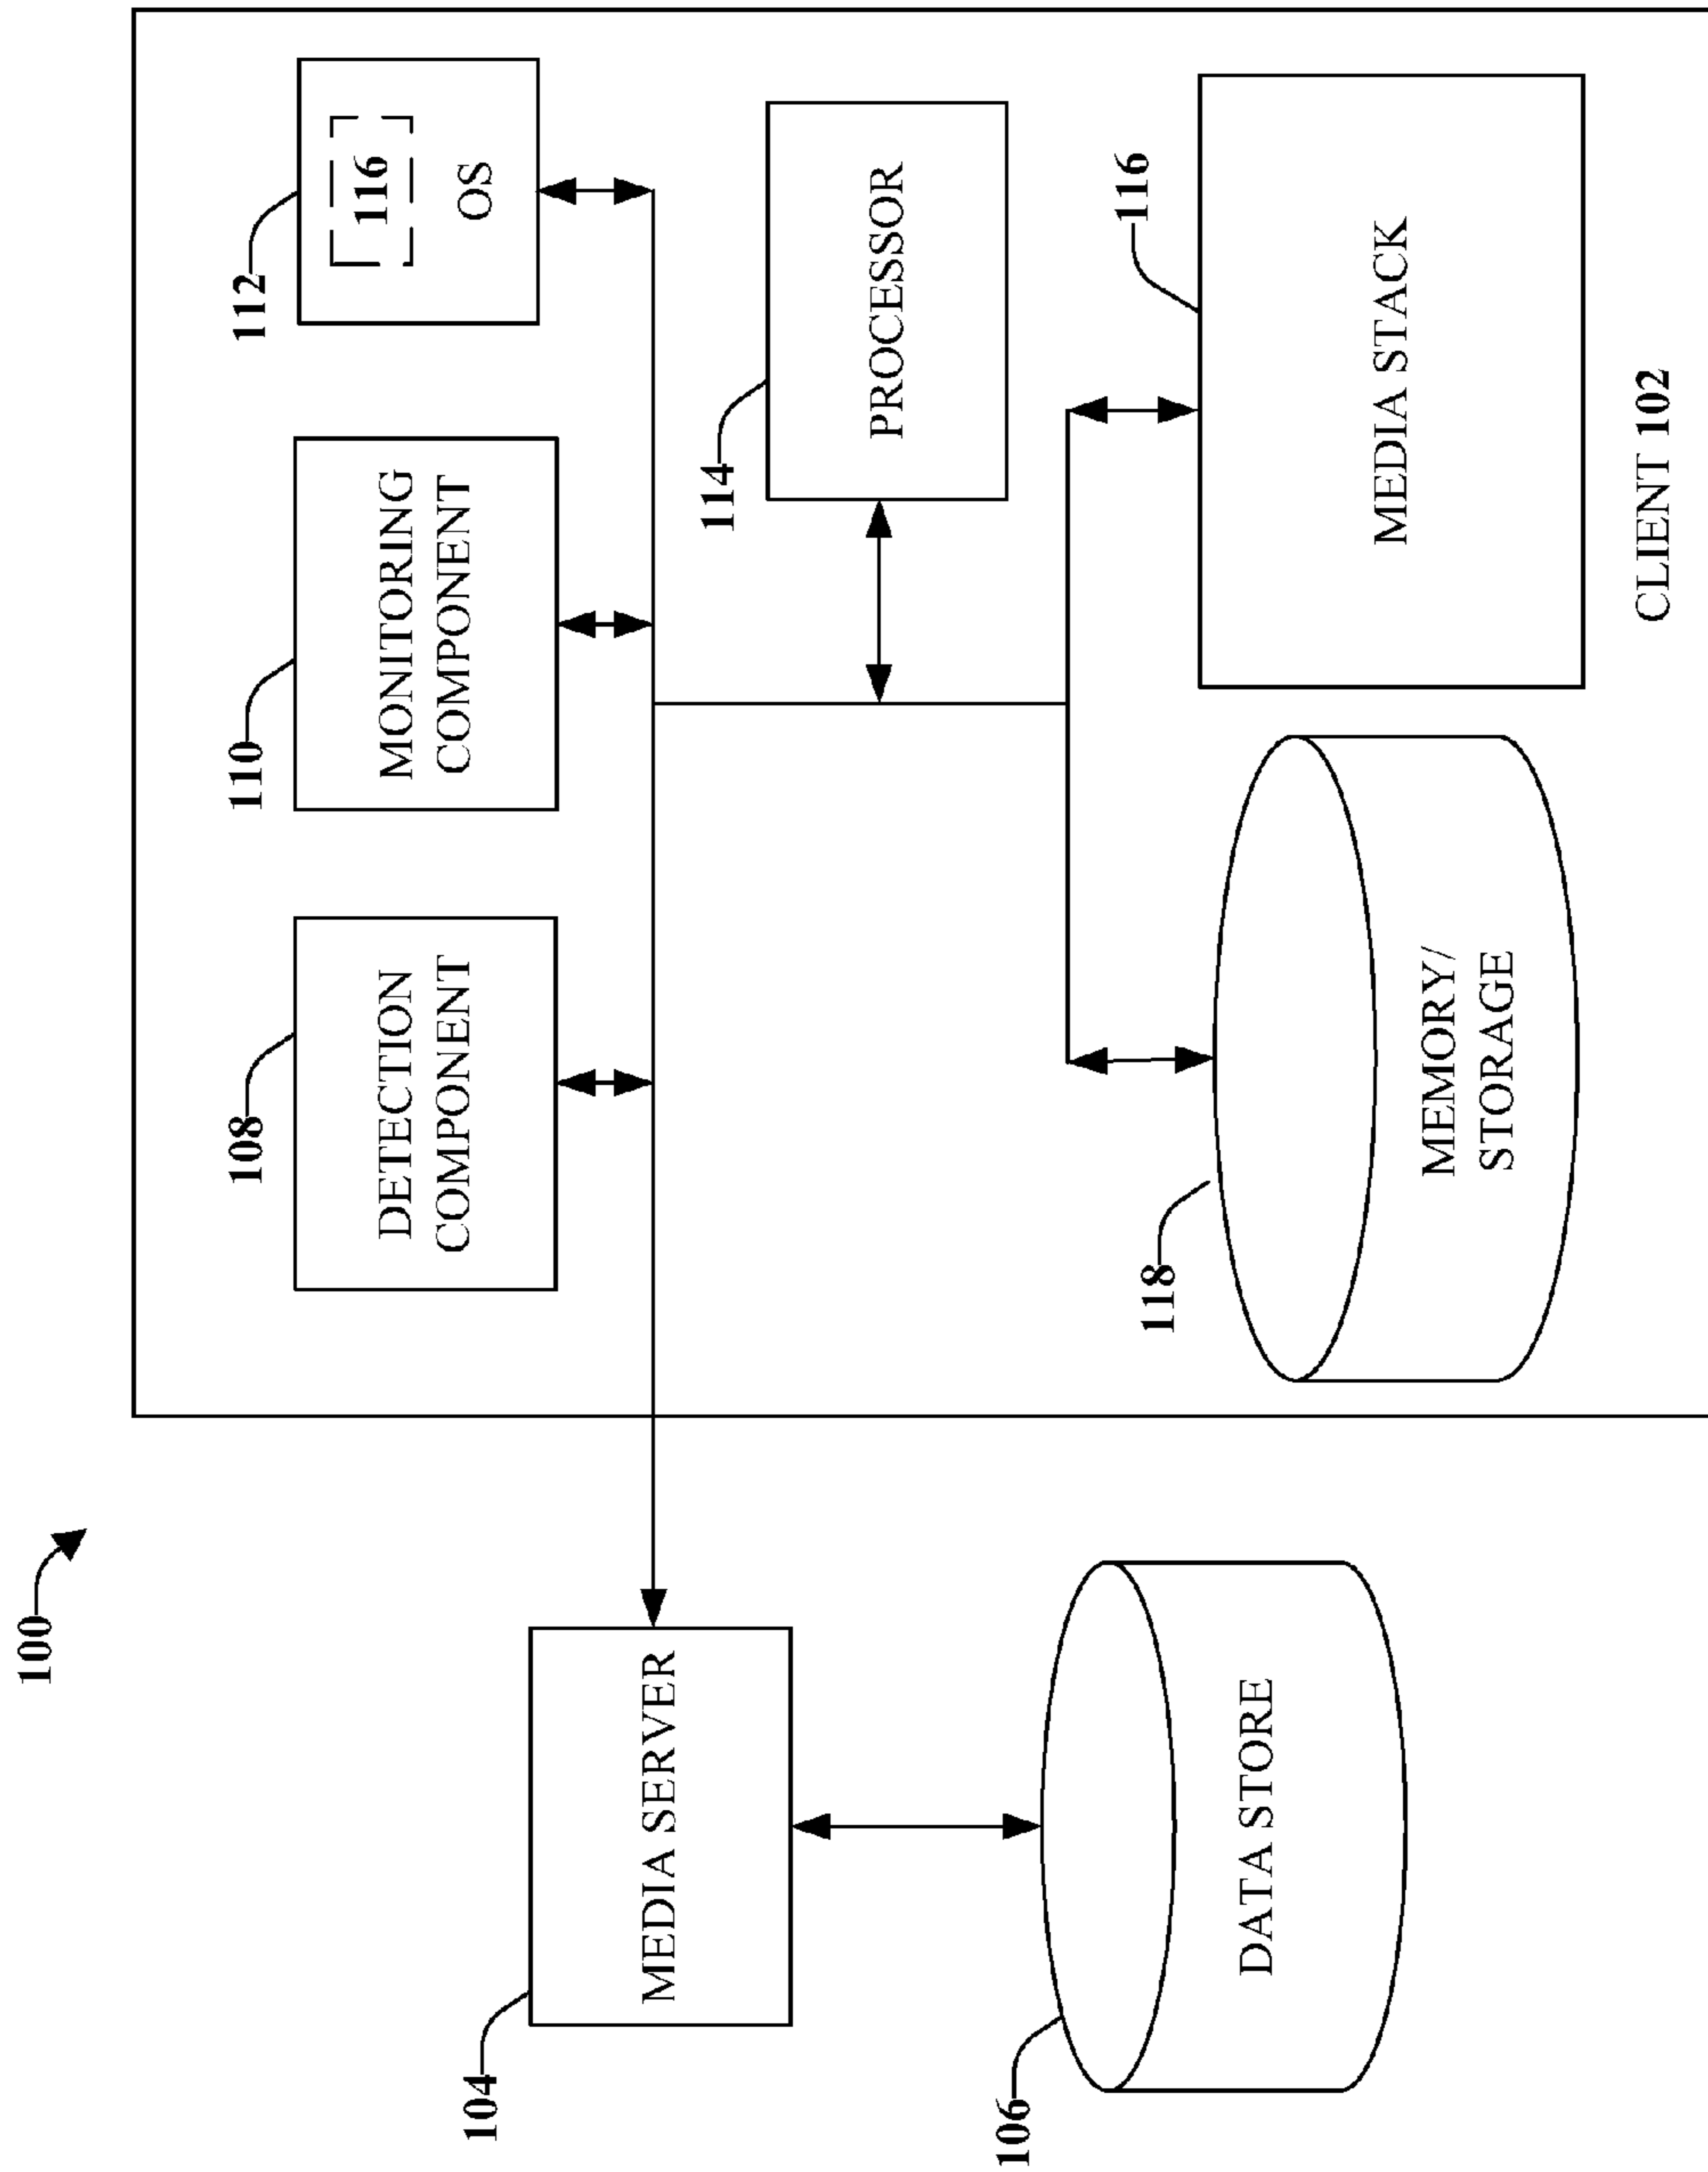 100
108
110
112
DETECTION
COMPONENT
MONITORING
COMPONENT
116
OS
104
MEDIA SERVER
114
PROCESSOR
106
DATA STORE
118
MEMORY/
STORAGE
116
MEDIA STACK
CLIENT 102